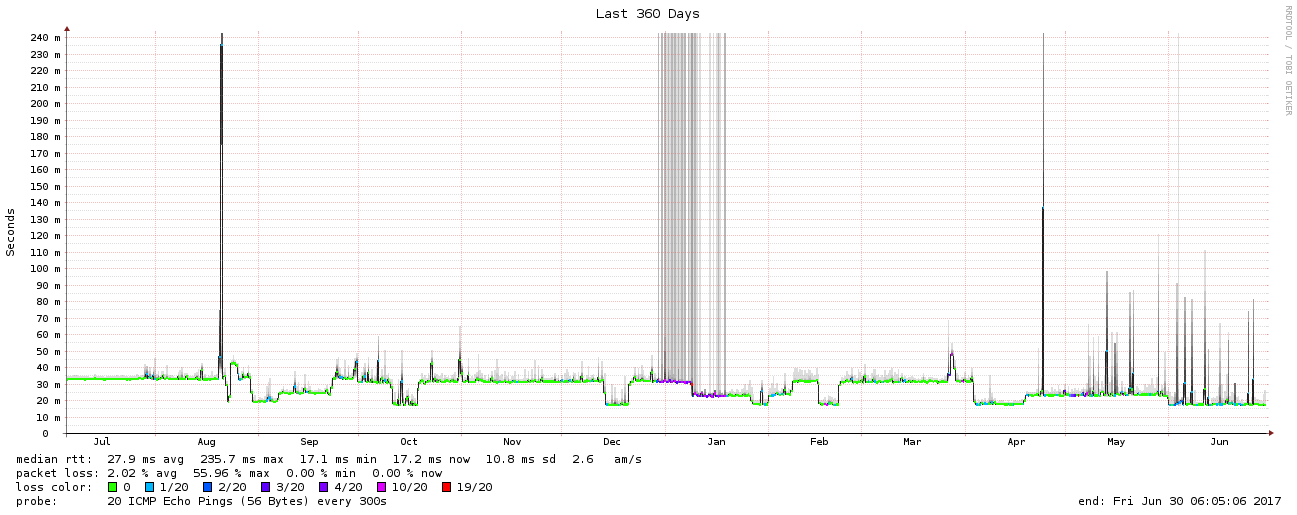 Last 360 Days
RRDTOOL / TOBI OETIKER
Seconds
240 m
230 m
220 m
210 m
200 m
190 m
180 m
170 m
160 m
150 m
140 m
130 m
120 m
110 m
100 m
90 m
80 m
70 m
60 m
50 m
40 m
30 m
20 m
10 m
0
Jul Aug Sep Oct Nov Dec Jan Feb Mar Apr May Jun
median rtt: 27.9 ms avg 235.7 ms max 17.1 ms min 17.2 ms now 10.8 ms sd 2.6 am/s
packet loss: 2.02 % avg 55.96 % max 0.00 % min 0.00 % now
loss color: 0 1/20 2/20 3/20 4/20 10/20 19/20
probe: 20 ICMP Echo Pings (56 Bytes) every 300s end: Fri Jun 30 06:05:06 2017